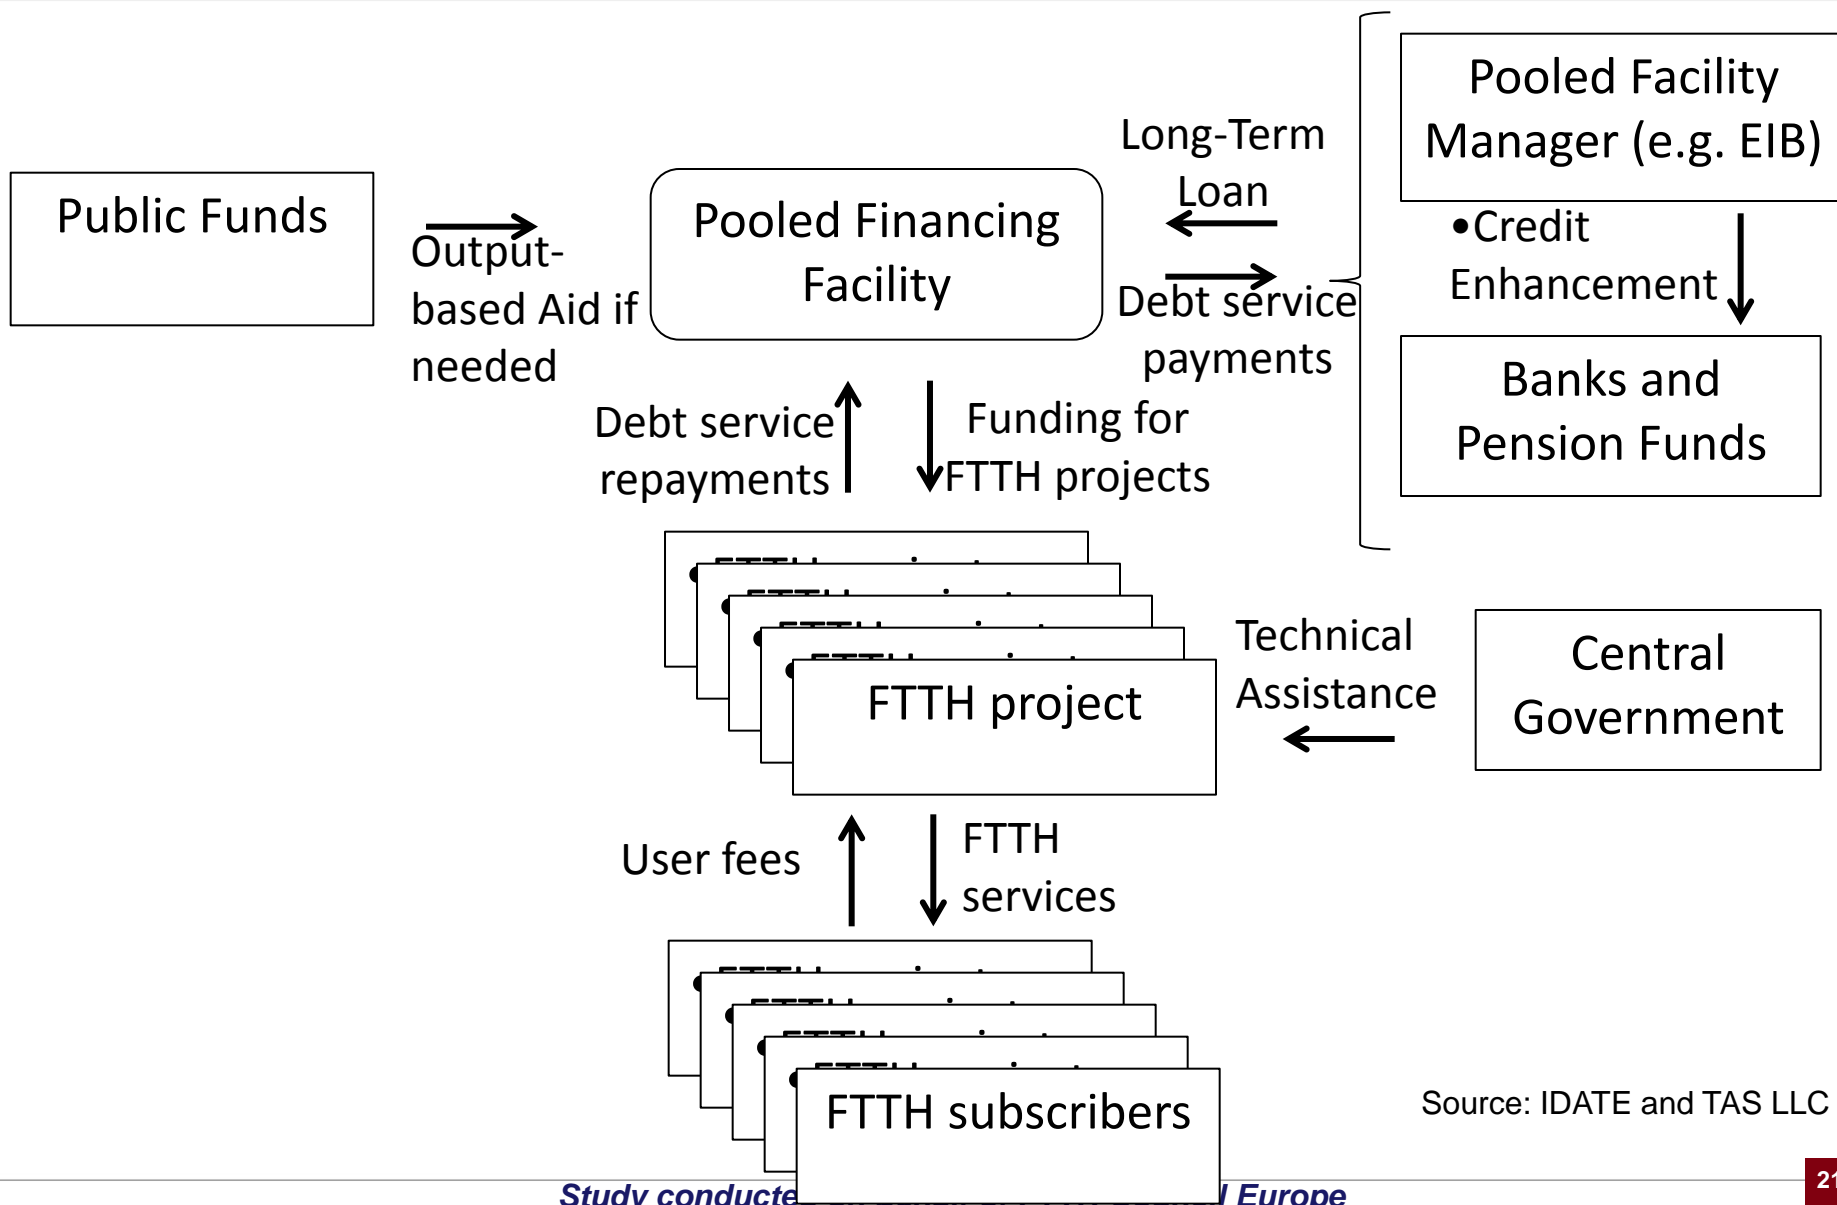 Public Funds
Output-
based Aid if
needed
Pooled Financing
Facility
Long-Term
Loan
Debt service
payments
Pooled Facility
Manager (e.g. EIB)
•Credit
Enhancement
Banks and
Pension Funds
Debt service
repayments
Funding for
FTTH projects
FTTH project
Technical
Assistance
Central
Government
User fees
FTTH
services
FTTH subscribers
Source: IDATE and TAS LLC
Europe
21